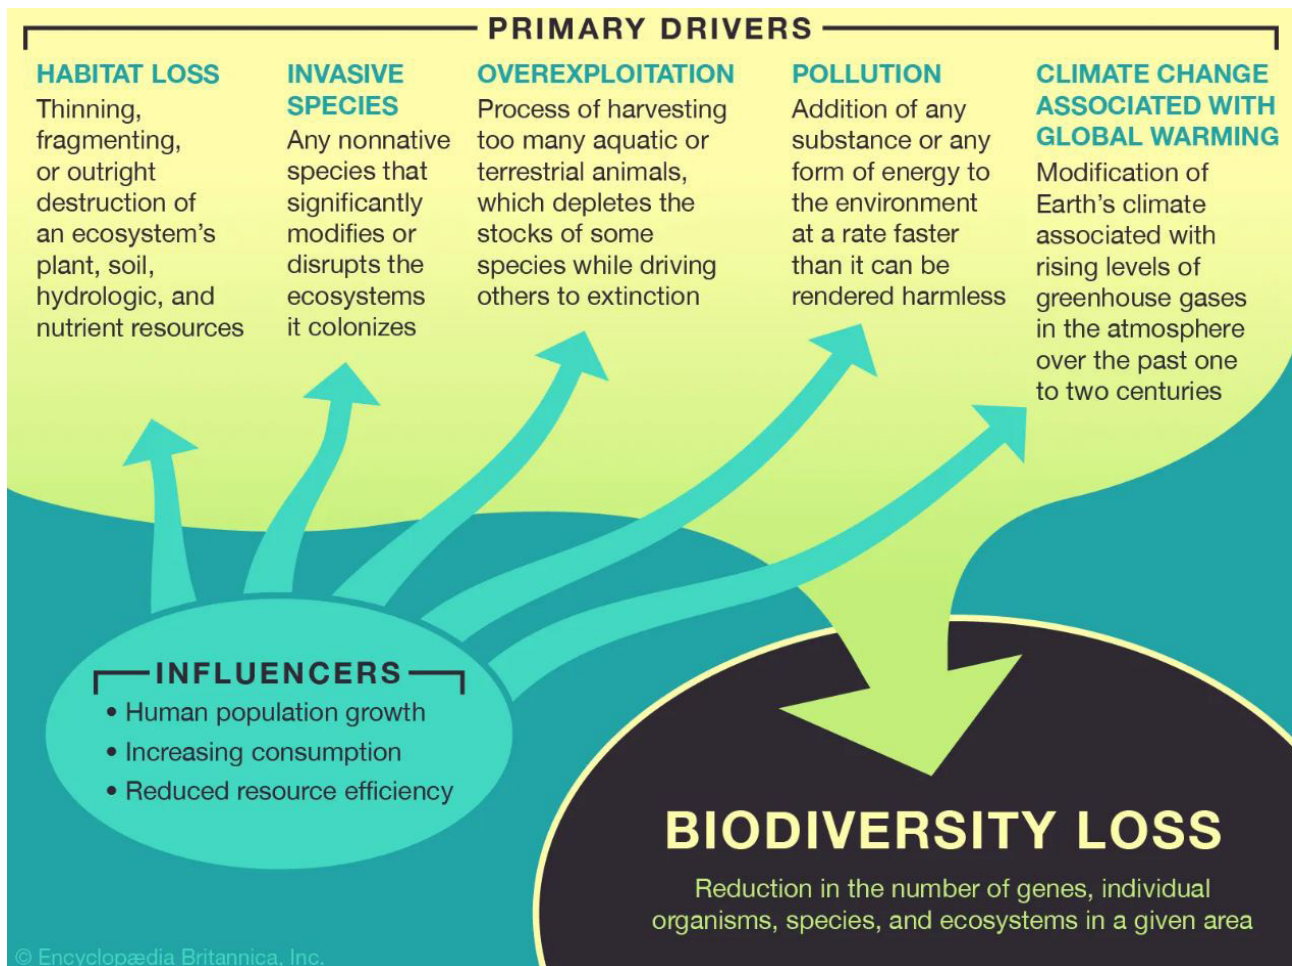 PRIMARY DRIVERS
HABITAT LOSS
Thinning,
fragmenting,
or outright
destruction of
an ecosystem's
plant, soil,
hydrologic, and
nutrient resources
INVASIVE
SPECIES
Any nonnative
species that
significantly
modifies or
disrupts the
ecosystems
it colonizes
OVEREXPLOITATION
Process of harvesting
too many aquatic or
terrestrial animals,
which depletes the
stocks of some
species while driving
others to extinction
POLLUTION
Addition of any
substance or any
form of energy to
the environment
at a rate faster
than it can be
rendered harmless
CLIMATE CHANGE
ASSOCIATED WITH
GLOBAL WARMING
Modification of
Earth's climate
associated with
rising levels of
greenhouse gases
in the atmosphere
over the past one
to two centuries
INFLUENCERS
• Human population growth
• Increasing consumption
• Reduced resource efficiency
BIODIVERSITY LOSS
Reduction in the number of genes, individual
organisms, species, and ecosystems in a given area
© Encyclopædia Britannica, Inc.